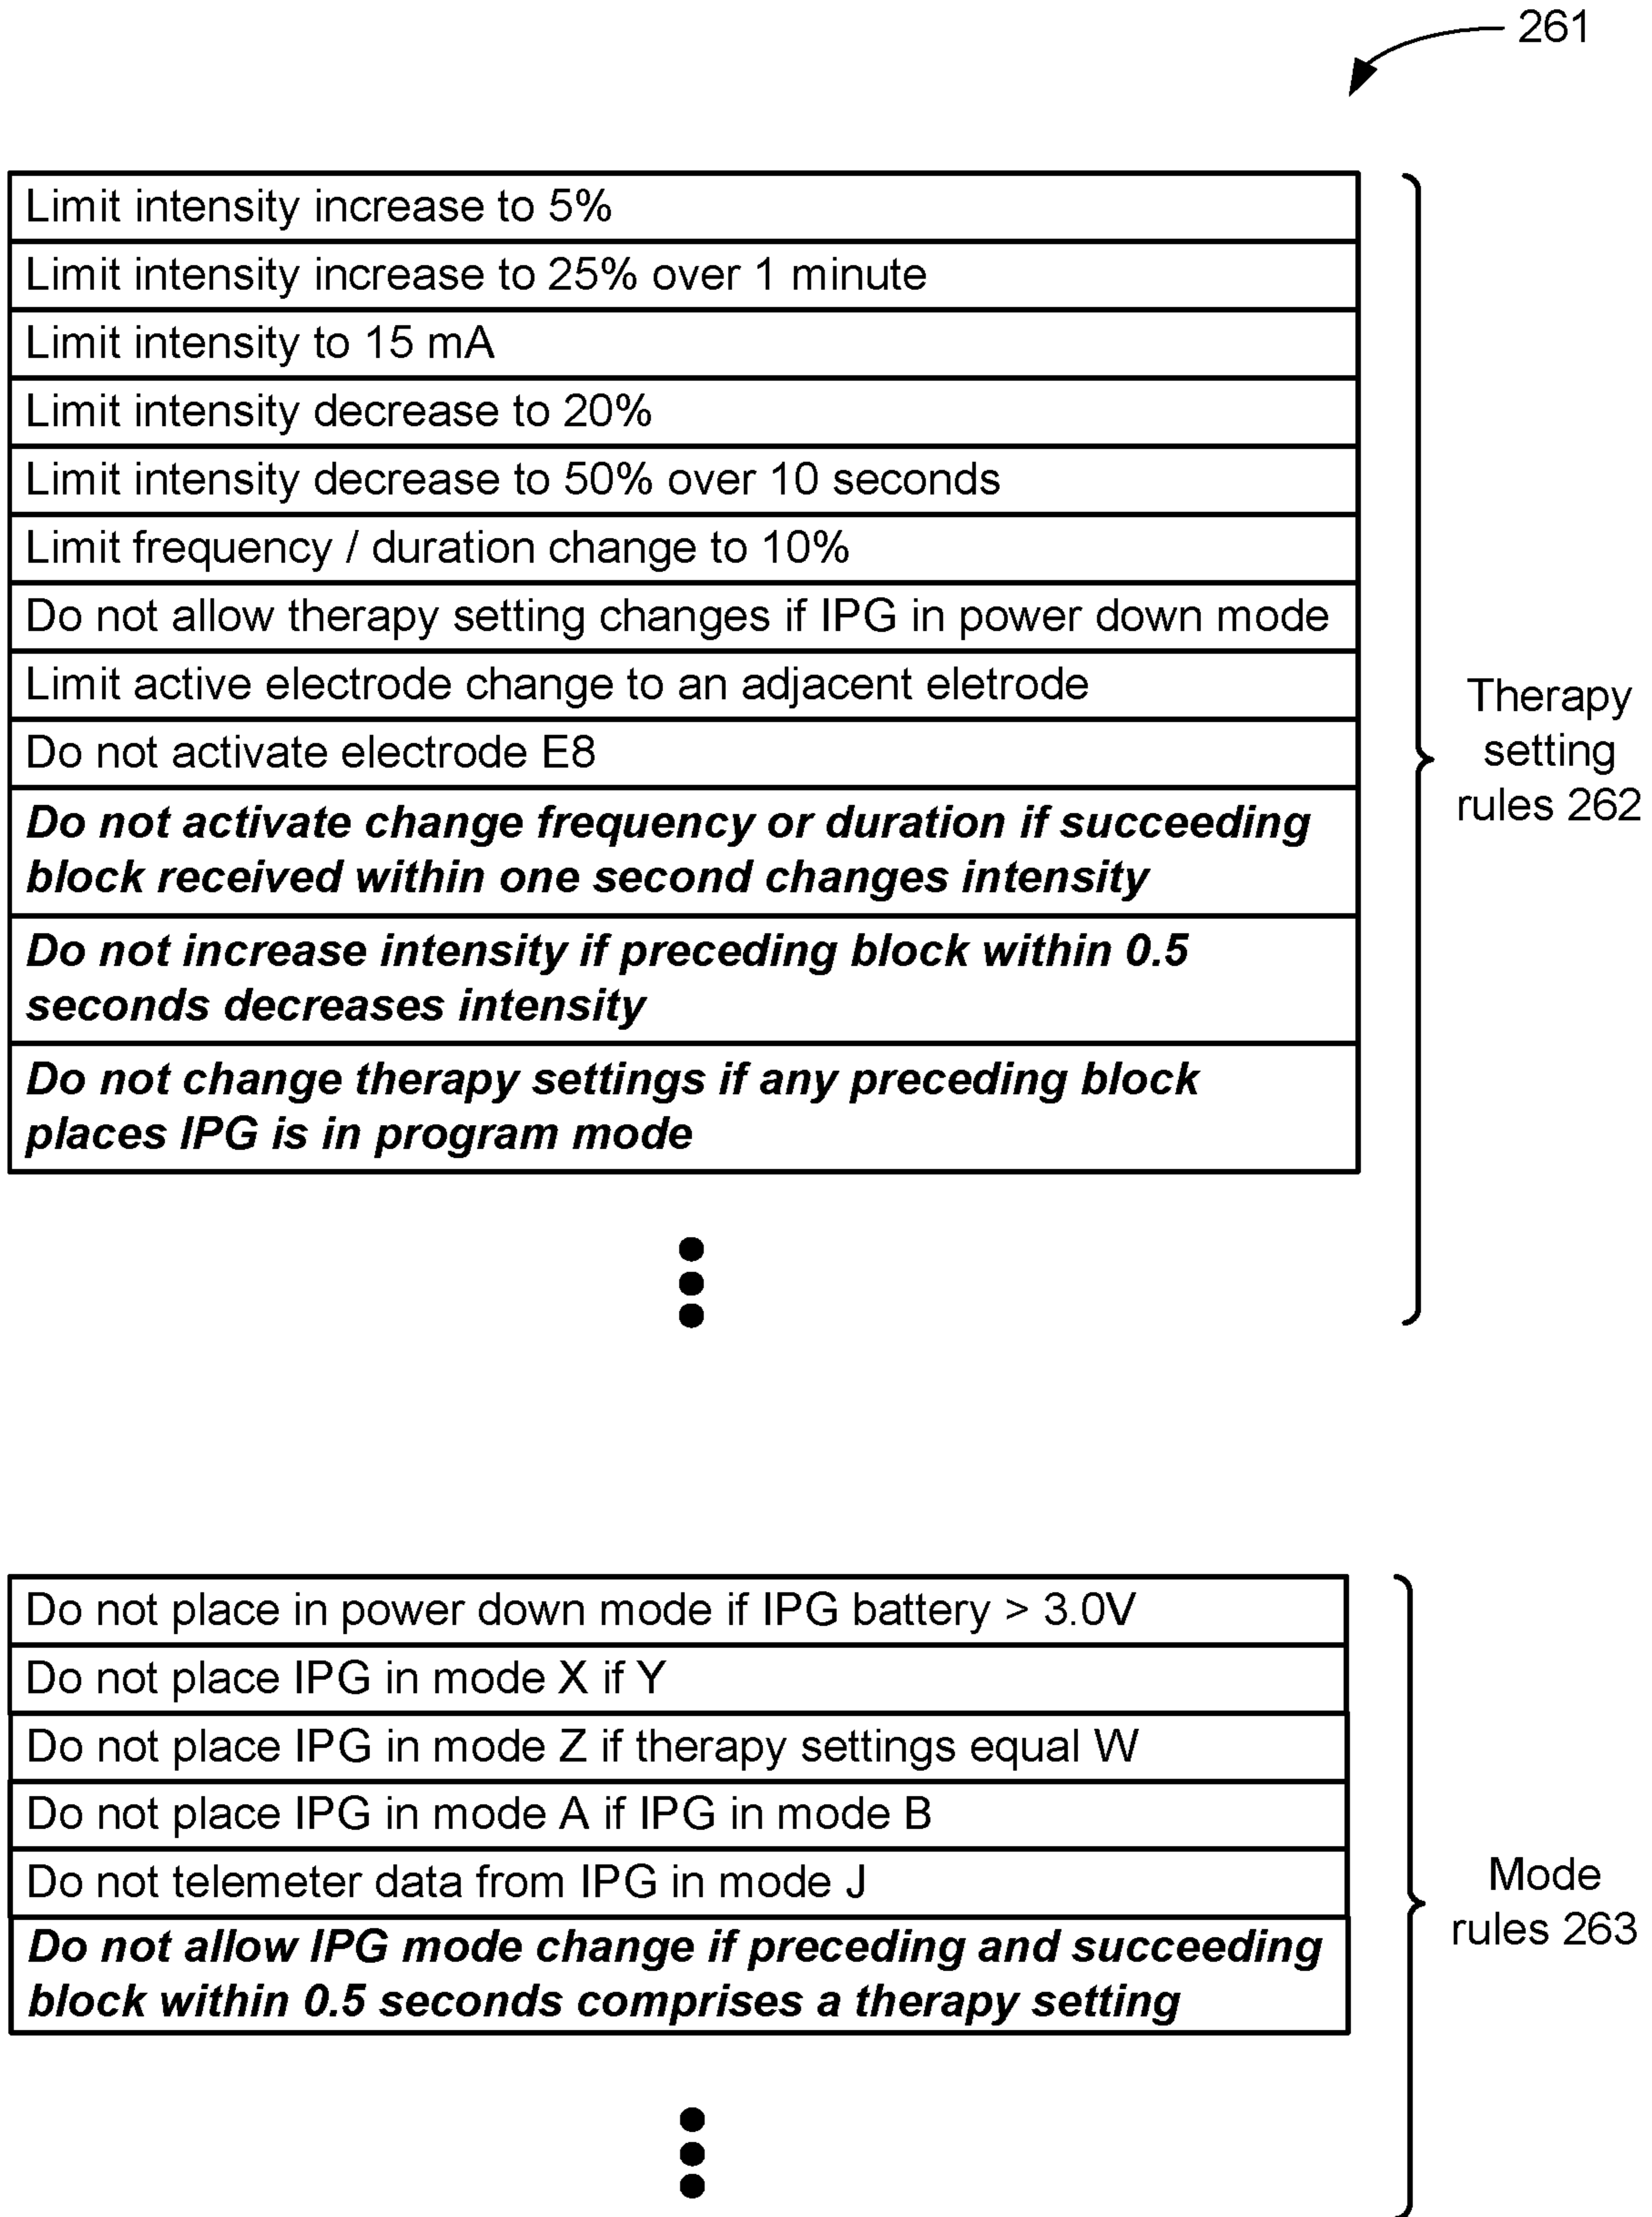 261
Limit intensity increase to 5%
Limit intensity increase to 25% over 1 minute
Limit intensity to 15 mA
Limit intensity decrease to 20%
Limit intensity decrease to 50% over 10 seconds
Limit frequency / duration change to 10%
Do not allow therapy setting changes if IPG in power down mode
Limit active electrode change to an adjacent eletrode
Do not activate electrode E8
Do not activate change frequency or duration if succeeding
block received within one second changes intensity
Do not increase intensity if preceding block within 0.5
seconds decreases intensity
Do not change therapy settings if any preceding block
places IPG is in program mode
Therapy
setting
rules 262
Do not place in power down mode if IPG battery > 3.0V
Do not place IPG in mode X if Y
Do not place IPG in mode Z if therapy settings equal W
Do not place IPG in mode A if IPG in mode B
Do not telemeter data from IPG in mode J
Do not allow IPG mode change if preceding and succeeding
block within 0.5 seconds comprises a therapy setting
Mode
rules 263